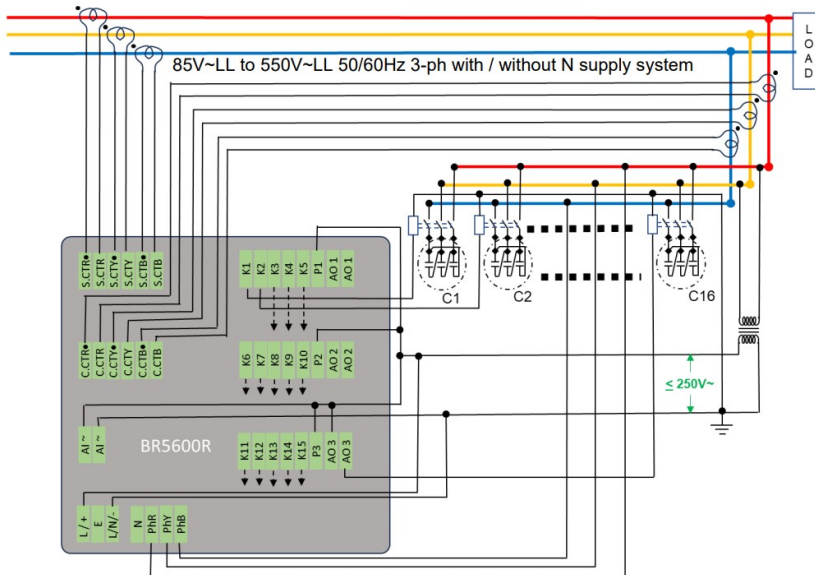 LOAD
85V~LL to 550V~LL 50/60Hz 3-ph with / without N supply system
S.CTR•
S.CTR
S.CTY•
S.CTY
S.CTB•
S.CTB
K1
K2
K3
K4
K5
P1
AO 1
AO 1
C1
C2
C16
C.CTR•
C.CTR
C.CTY•
C.CTY
C.CTB•
C.CTB
K6
K7
K8
K9
K10
P2
AO 2
AO 2
≤ 250V~
AI ~
AI ~
BR5600R
K11
K12
K13
K14
K15
P3
AO 3
AO 3
L/+
E
L/N/-
N
PhR
PhY
PhB